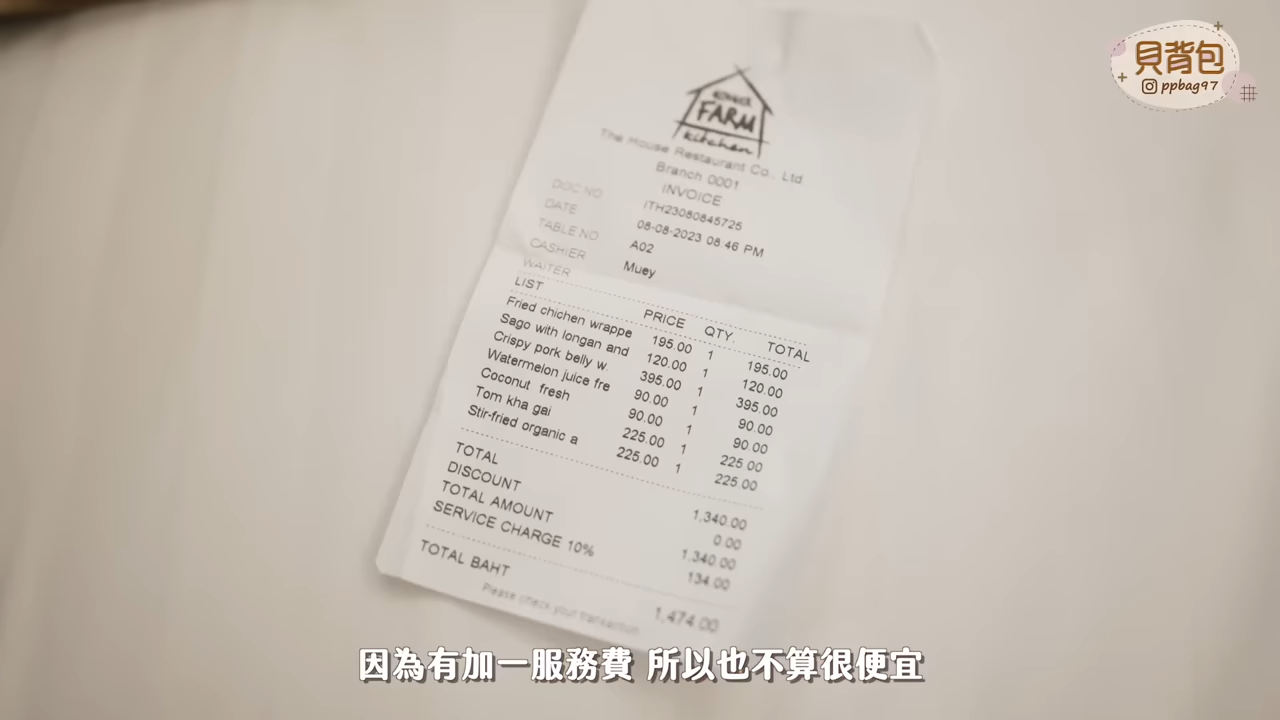 貝背包
ppbag97
FARM
kitchen
The House Restaurant Co., Ltd
Branch 0001
INVOICE
DOC NO ITH23080845725
DATE 08-08-2023 08:46 PM
TABLE NO A02
CASHIER Muey
WAITER
LIST PRICE QTY. TOTAL
Fried chichen wrappe 195.00 1 195.00
Sago with longan and 120.00 1 120.00
Crispy pork belly w. 395.00 1 395.00
Watermelon juice fre 90.00 1 90.00
Coconut fresh 90.00 1 90.00
Tom kha gai 225.00 1 225.00
Stir-fried organic a 225.00 1 225.00
TOTAL 1,340.00
DISCOUNT 0.00
TOTAL AMOUNT 1,340.00
SERVICE CHARGE 10% 134.00
TOTAL BAHT 1,474.00
Please check your transaction
因為有加一服務費 所以也不算很便宜